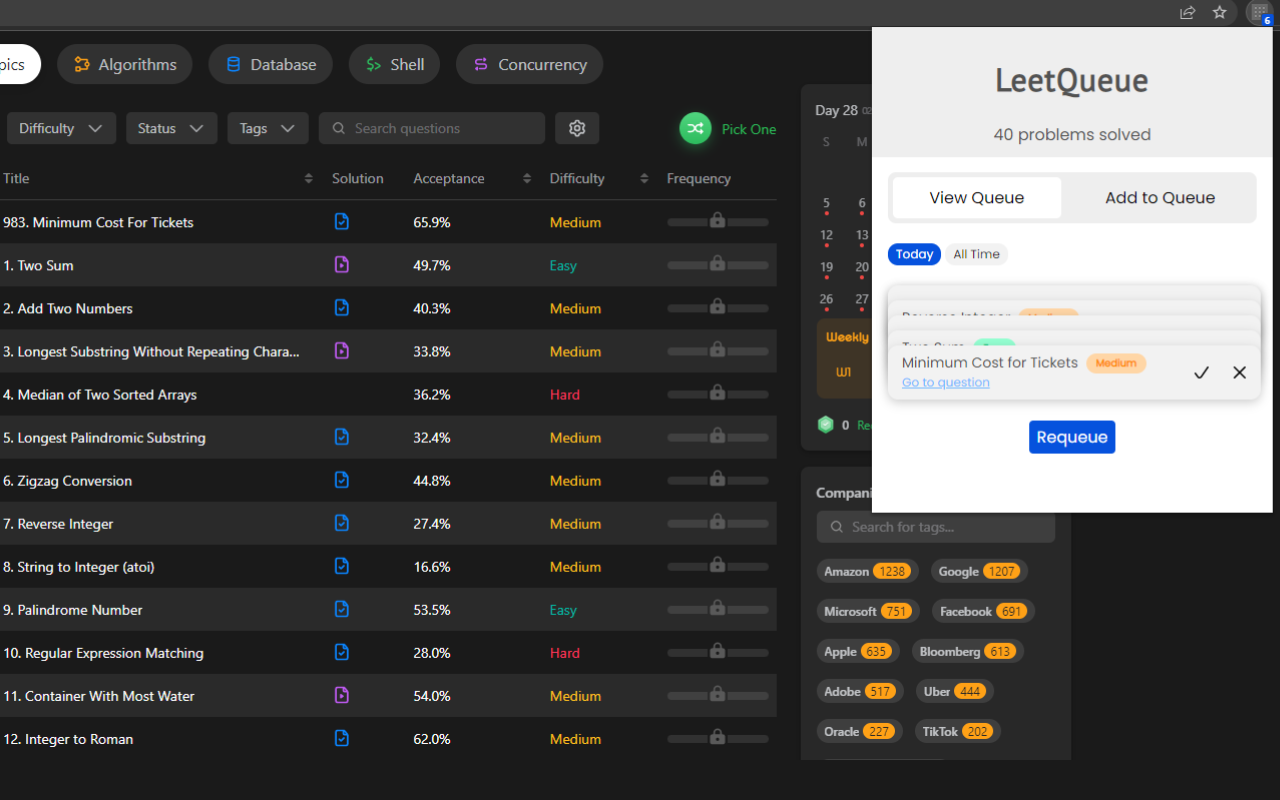 6
pics Algorithms Database $> Shell Concurrency
Difficulty Status Tags Search questions Pick One
Title Solution Acceptance Difficulty Frequency
983. Minimum Cost For Tickets 65.9% Medium
1. Two Sum 49.7% Easy
2. Add Two Numbers 40.3% Medium
3. Longest Substring Without Repeating Chara... 33.8% Medium
4. Median of Two Sorted Arrays 36.2% Hard
5. Longest Palindromic Substring 32.4% Medium
6. Zigzag Conversion 44.8% Medium
7. Reverse Integer 27.4% Medium
8. String to Integer (atoi) 16.6% Medium
9. Palindrome Number 53.5% Easy
10. Regular Expression Matching 28.0% Hard
11. Container With Most Water 54.0% Medium
12. Integer to Roman 62.0% Medium
Day 28
S M
5 6
12 13
19 20
26 27
Weekly
W1
0 Re
LeetQueue
40 problems solved
View Queue Add to Queue
Today All Time
Reverse Integer
Two Sum
Minimum Cost for Tickets Medium
Go to question
Requeue
Compani
Search for tags...
Amazon 1238 Google 1207
Microsoft 751 Facebook 691
Apple 635 Bloomberg 613
Adobe 517 Uber 444
Oracle 227 TikTok 202